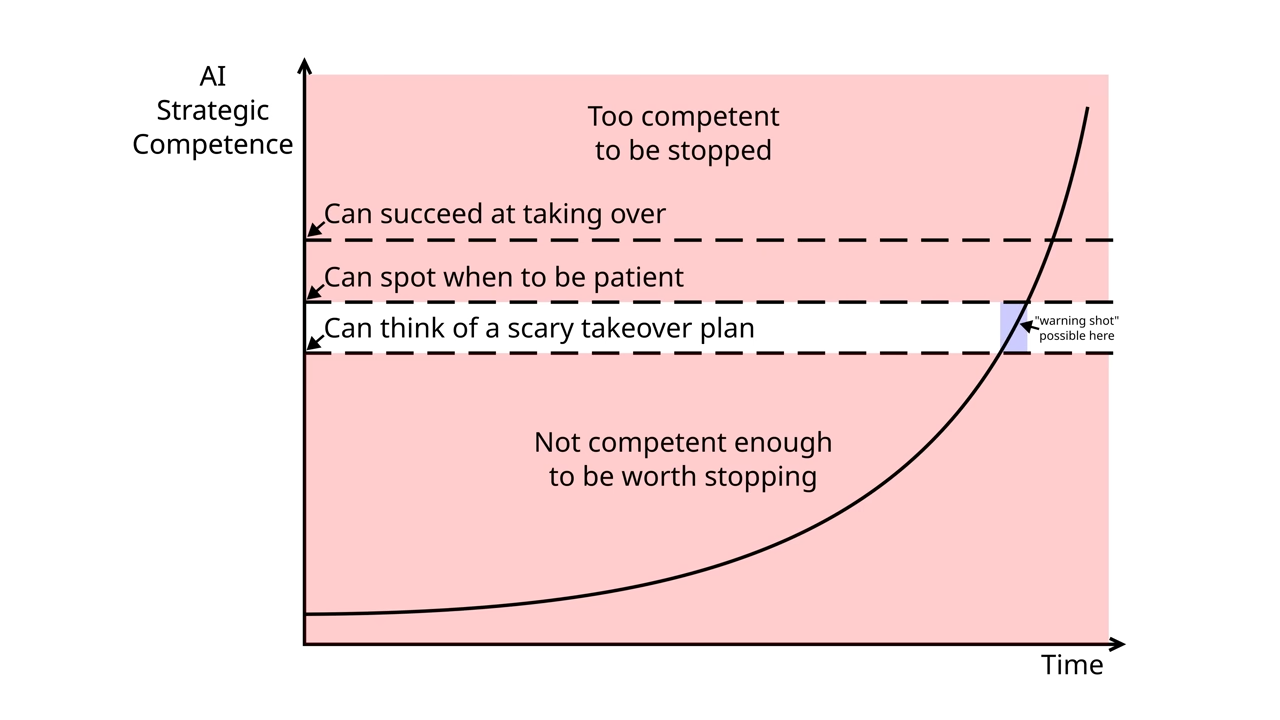 AI
Strategic
Competence
Too competent
to be stopped
Can succeed at taking over
Can spot when to be patient
Can think of a scary takeover plan
"warning shot"
possible here
Not competent enough
to be worth stopping
Time